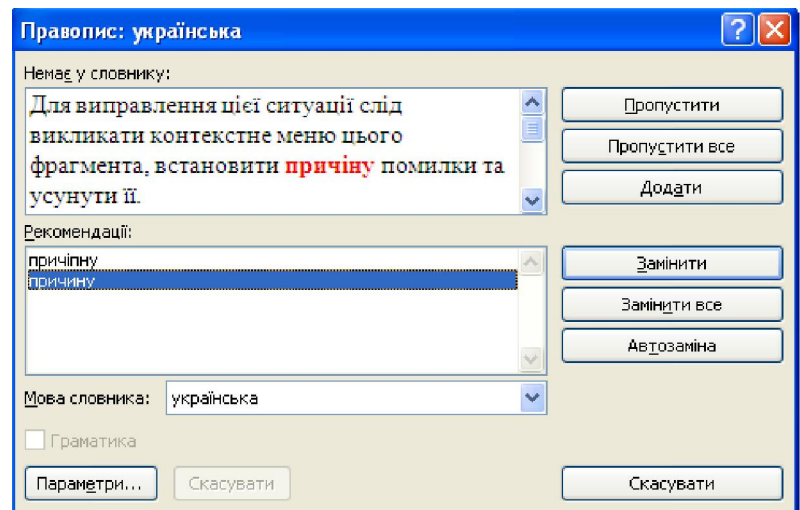 Правопис: українська
Немає у словнику:
Для виправлення цієї ситуації слід
викликати контекстне меню цього
фрагмента, встановити причіну помилки та
усунути її.
Пропустити
Пропустити все
Додати
Рекомендації:
причіпну
причину
Замінити
Замінити все
Автозаміна
Мова словника: українська
Граматика
Параметри... Скасувати Скасувати